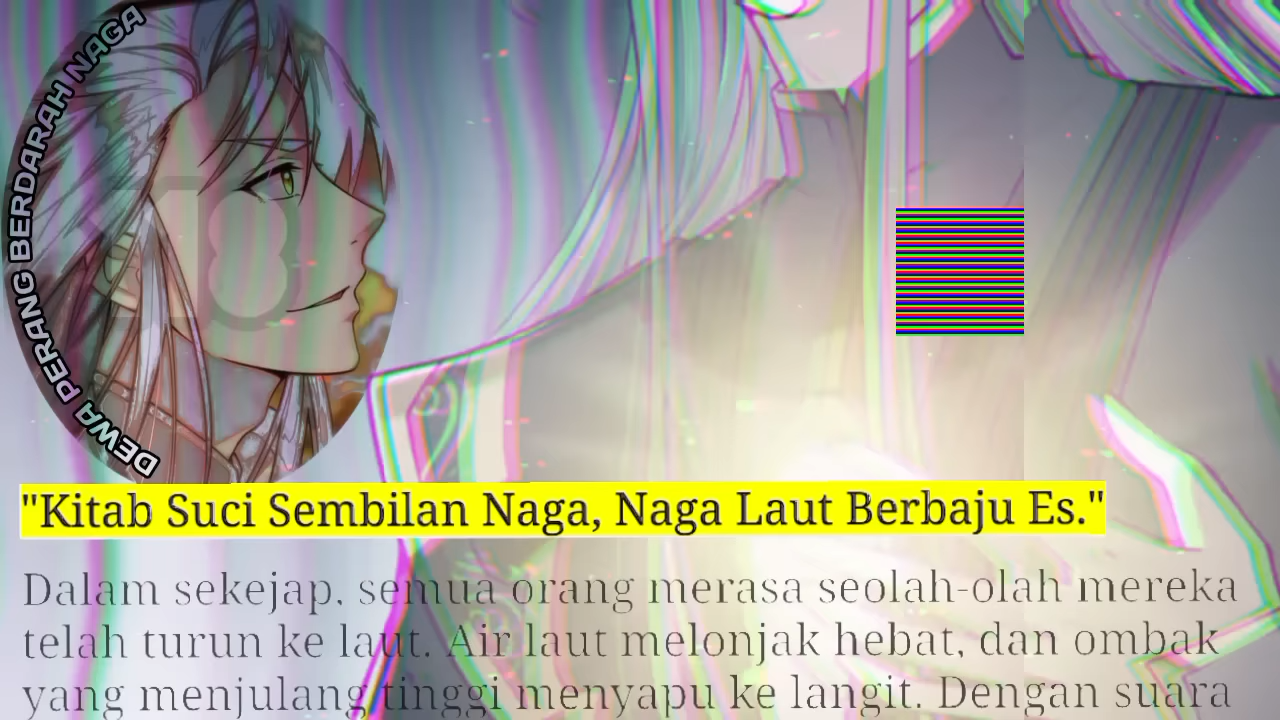 DEWA PERANG BERDARAH NAGA
"Kitab Suci Sembilan Naga, Naga Laut Berbaju Es."
Dalam sekejap, semua orang merasa seolah-olah mereka
telah turun ke laut. Air laut melonjak hebat, dan ombak
yang menjulang tinggi menyapu ke langit. Dengan suara